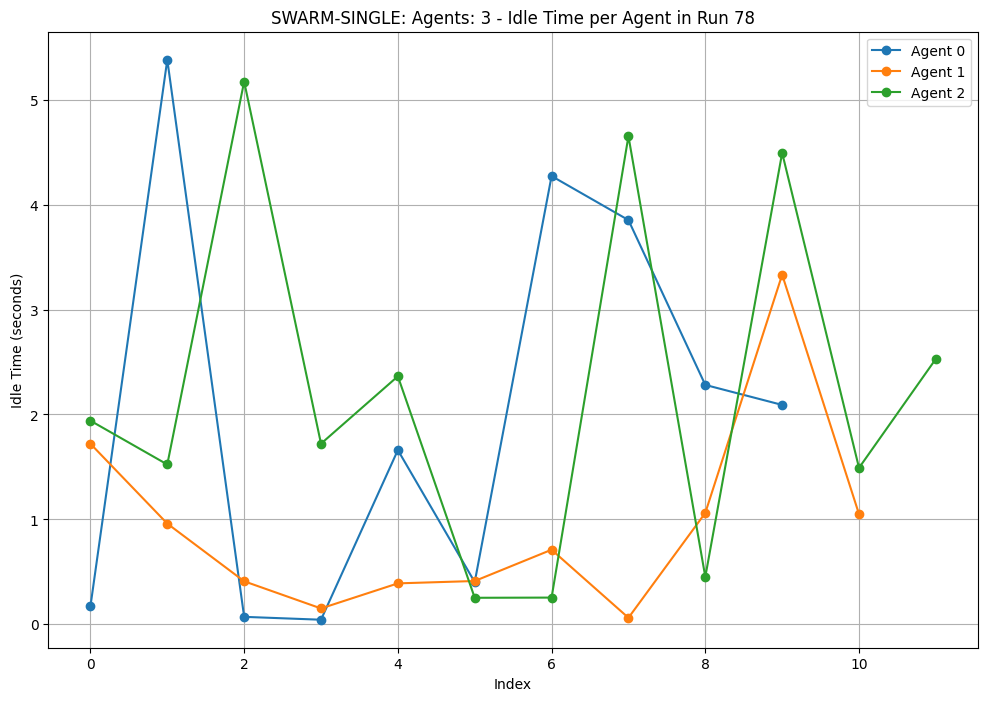 SWARM-SINGLE: Agents: 3 - Idle Time per Agent in Run 78
Agent 0
Agent 1
Agent 2
Idle Time (seconds)
5
4
3
2
1
0
0
2
4
6
8
10
Index